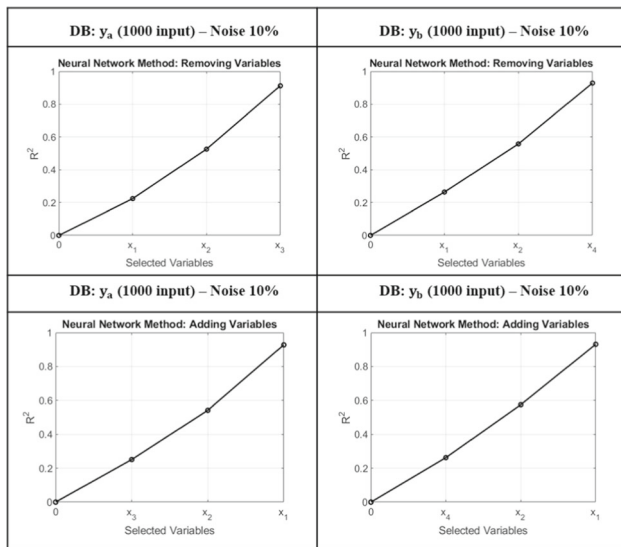 DB: yₐ (1000 input) – Noise 10%
DB: y_b (1000 input) – Noise 10%
Neural Network Method: Removing Variables
1
0.8
0.6
0.4
0.2
0
R²
0
x₁
x₂
x₃
Selected Variables
Neural Network Method: Removing Variables
1
0.8
0.6
0.4
0.2
0
R²
0
x₁
x₂
x₄
Selected Variables
DB: yₐ (1000 input) – Noise 10%
DB: y_b (1000 input) – Noise 10%
Neural Network Method: Adding Variables
1
0.8
0.6
0.4
0.2
0
R²
0
x₃
x₂
x₁
Selected Variables
Neural Network Method: Adding Variables
1
0.8
0.6
0.4
0.2
0
R²
0
x₄
x₂
x₁
Selected Variables